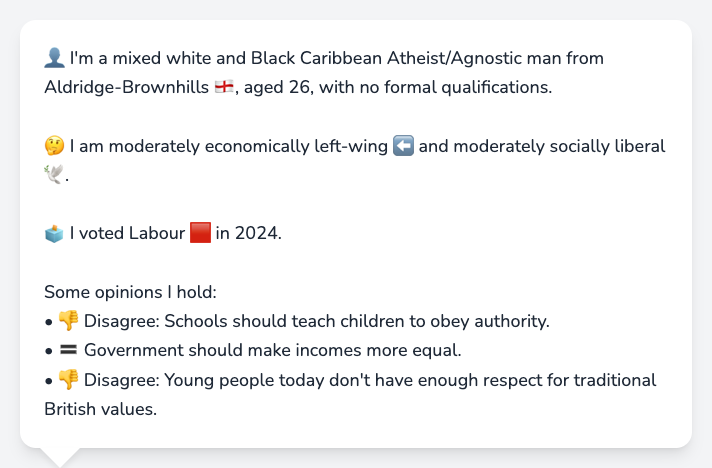 👤 I'm a mixed white and Black Caribbean Atheist/Agnostic man from
Aldridge-Brownhills 🏴󠁧󠁢󠁥󠁮󠁧󠁿, aged 26, with no formal qualifications.
🤔 I am moderately economically left-wing ⬅️ and moderately socially liberal
🕊️.
🗳️ I voted Labour 🟥 in 2024.
Some opinions I hold:
• 👎 Disagree: Schools should teach children to obey authority.
• 🟰 Government should make incomes more equal.
• 👎 Disagree: Young people today don't have enough respect for traditional
British values.